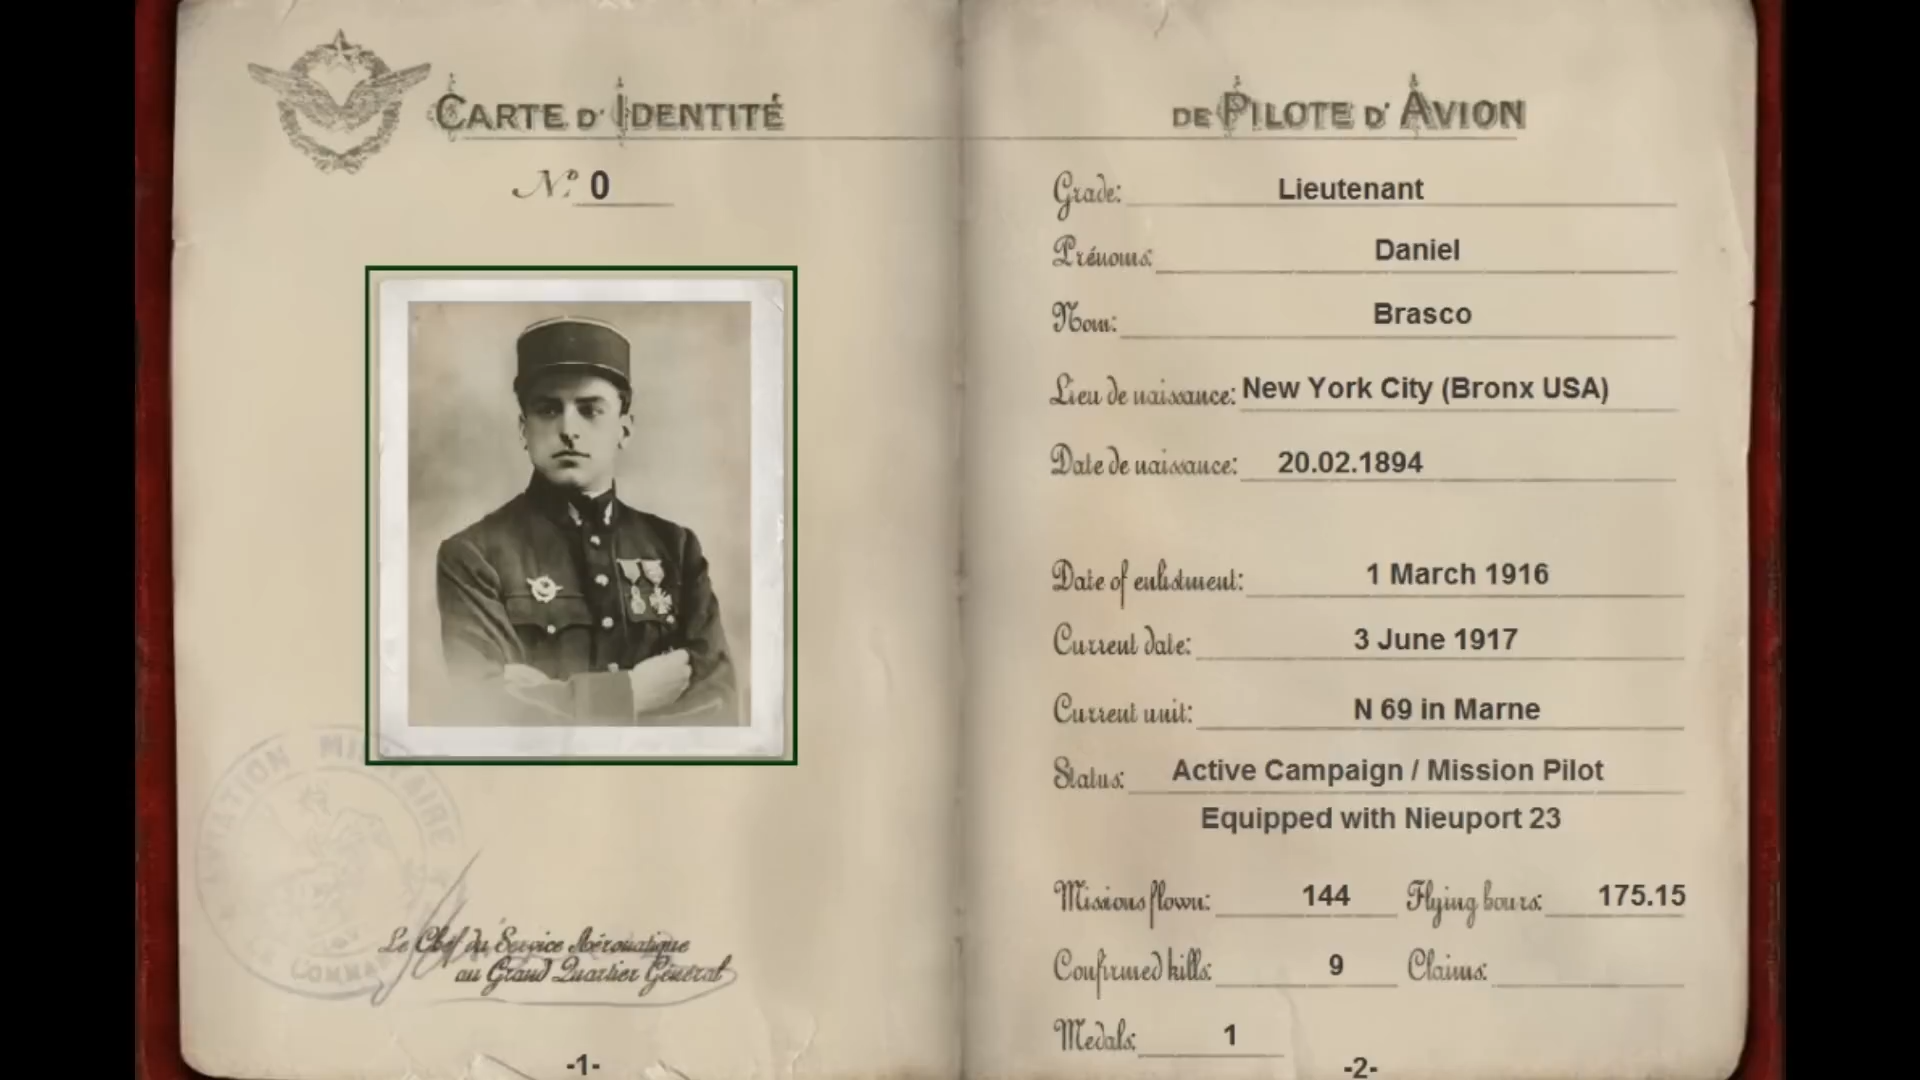 CARTE D'IDENTITÉ
Nº 0
AVIATION MILITAIRE
Le Chef du Service Aéronautique
au Grand Quartier Général
-1-
DE PILOTE D'AVION
Grade: Lieutenant
Prénoms: Daniel
Nom: Brasco
Lieu de naissance: New York City (Bronx USA)
Date de naissance: 20.02.1894
Date of enlistment: 1 March 1916
Current date: 3 June 1917
Current unit: N 69 in Marne
Status: Active Campaign / Mission Pilot
Equipped with Nieuport 23
Missions flown: 144 Flying hours: 175.15
Confirmed kills: 9 Claims:
Medals: 1
-2-